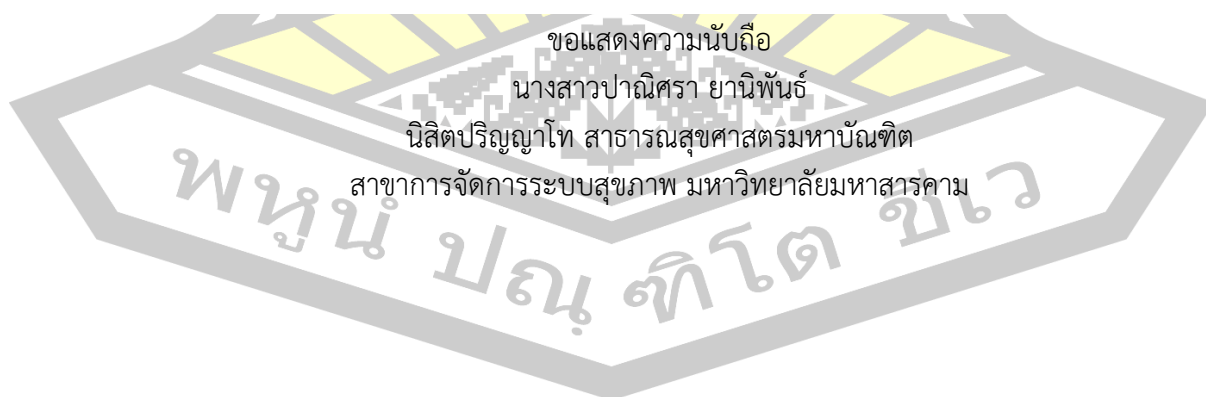 ขอแสดงความนับถือ
นางสาวปาณิศรา ยานิพันธ์
นิสิตปริญญาโท สาธารณสุขศาสตรมหาบัณฑิต
สาขาการจัดการระบบสุขภาพ มหาวิทยาลัยมหาสารคาม
พหูนํ ปณฺฑิโต ชีเว